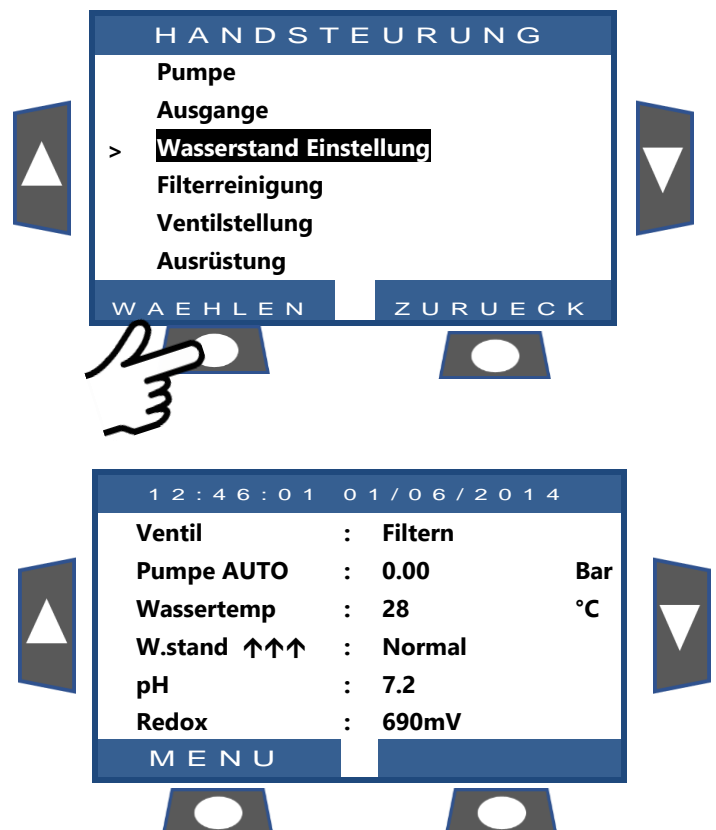 HANDSTEURUNG
Pumpe
Ausgange
> Wasserstand Einstellung
Filterreinigung
Ventilstellung
Ausrüstung
WAEHLEN ZURUECK
12:46:01 01/06/2014
Ventil : Filtern
Pumpe AUTO : 0.00 Bar
Wassertemp : 28 °C
W.stand ↑↑↑ : Normal
pH : 7.2
Redox : 690mV
MENU